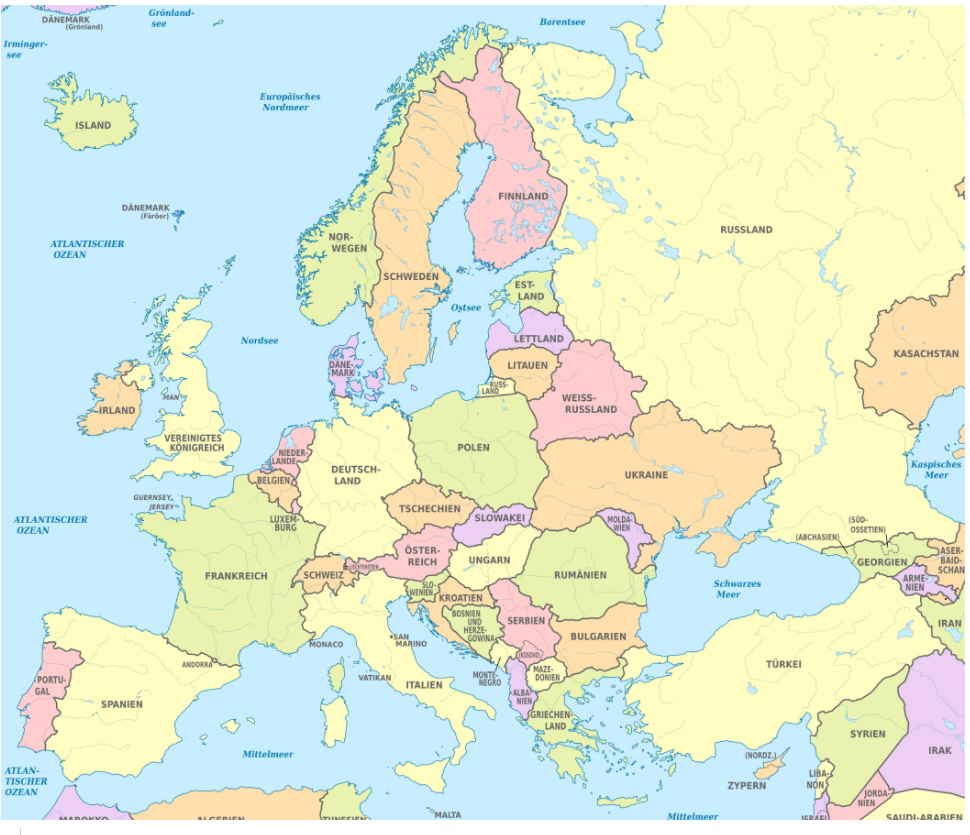 DÄNEMARK
(Grönland)
Grönland-
see
Barentsee
Irminger-
see
Europäisches
Nordmeer
ISLAND
DÄNEMARK
(Färöer)
FINNLAND
ATLANTISCHER
OZEAN
NOR-
WEGEN
RUSSLAND
SCHWEDEN
EST-
LAND
Ostsee
Nordsee
LETTLAND
KASACHSTAN
DÄNE-
MARK
LITAUEN
RUSS-
LAND
MAN
WEISS-
RUSSLAND
IRLAND
VEREINIGTES
KÖNIGREICH
POLEN
NIEDER-
LANDE
DEUTSCH-
LAND
UKRAINE
Kaspisches
Meer
BELGIEN
GUERNSEY
JERSEY
TSCHECHIEN
ATLANTISCHER
OZEAN
LUXEM-
BURG
SLOWAKEI
MOLDA-
WIEN
(SÜD-
OSSETIEN)
(ABCHASIEN)
ÖSTER-
REICH
UNGARN
GEORGIEN
ASER-
BAID-
SCHAN
LIECHTENSTEIN
FRANKREICH
SCHWEIZ
RUMÄNIEN
ARME-
NIEN
SLO-
WENIEN
KROATIEN
Schwarzes
Meer
BOSNIEN
UND
HERZE-
GOWINA
SERBIEN
IRAN
SAN
MARINO
BULGARIEN
MONACO
(KOSOVO)
ANDORRA
TÜRKEI
PORTU-
GAL
VATIKAN
ITALIEN
MONTE-
NEGRO
MAZE-
DONIEN
ALBA-
NIEN
SPANIEN
GRIECHEN-
LAND
SYRIEN
IRAK
Mittelmeer
(NORDZ.)
ZYPERN
ATLAN-
TISCHER
OZEAN
LIBA-
NON
JORDA-
NIEN
MALTA
Mittelmeer
MAROKKO
ALGERIEN
TUNESIEN
ISRAEL
SAUDI-ARABIEN